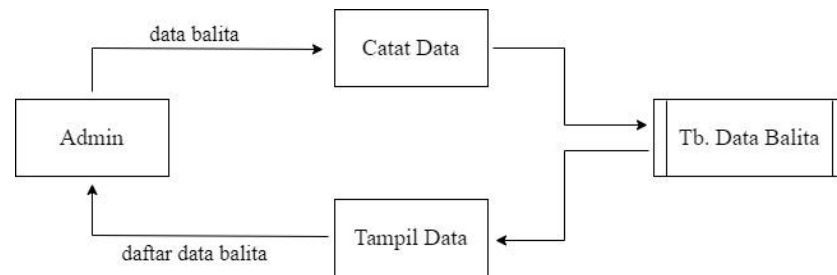 data balita
Catat Data
Admin
Tb. Data Balita
Tampil Data
daftar data balita